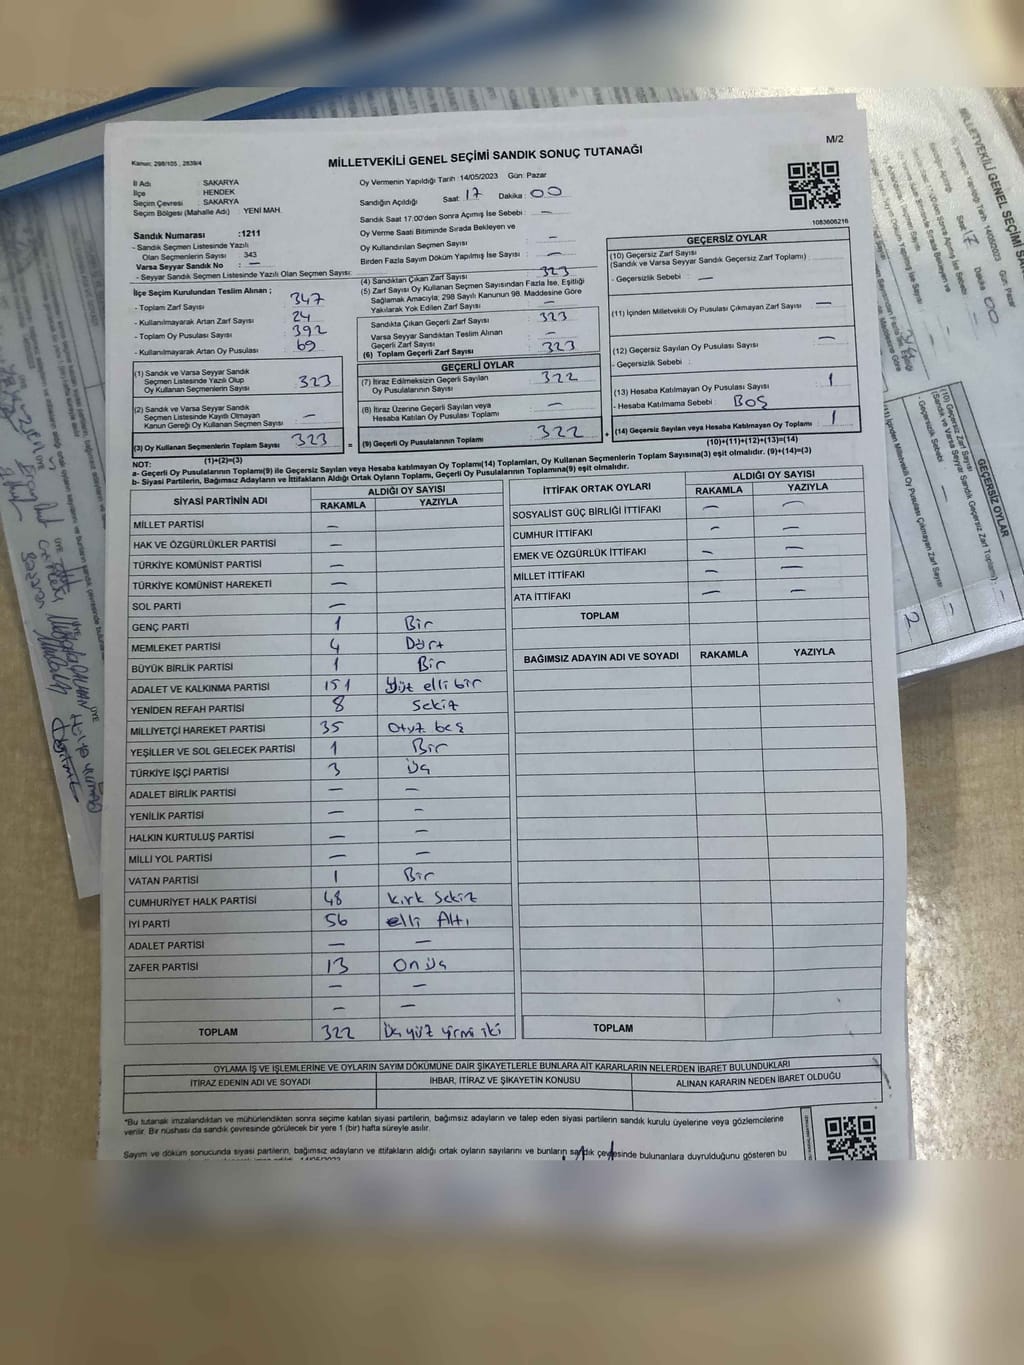 M/2
Kanun; 298/105 , 2839/4
MİLLETVEKİLİ GENEL SEÇİMİ SANDIK SONUÇ TUTANAĞI
İl Adı : SAKARYA
İlçe : HENDEK
Seçim Çevresi : SAKARYA
Seçim Bölgesi (Mahalle Adı) : YENİ MAH.
Oy Vermenin Yapıldığı Tarih :14/05/2023 Gün: Pazar
Sandığın Açıldığı Saat: 17 Dakika: 00
Sandık Saat 17:00'den Sonra Açmış İse Sebebi : —
Oy Verme Saati Bitiminde Sırada Bekleyen ve
Oy Kullandırılan Seçmen Sayısı : —
Birden Fazla Sayım Döküm Yapılmış İse Sayısı : —
1083606216
Sandık Numarası :1211
- Sandık Seçmen Listesinde Yazılı
Olan Seçmenlerin Sayısı : 343
Varsa Seyyar Sandık No : —
- Seyyar Sandık Seçmen Listesinde Yazılı Olan Seçmen Sayısı:
İlçe Seçim Kurulundan Teslim Alınan ;
- Toplam Zarf Sayısı : 347
- Kullanılmayarak Artan Zarf Sayısı : 24
- Toplam Oy Pusulası Sayısı : 392
- Kullanılmayarak Artan Oy Pusulası : 69
(4) Sandıktan Çıkan Zarf Sayısı : 323
(5) Zarf Sayısı Oy Kullanan Seçmen Sayısından Fazla İse, Eşitliği
Sağlamak Amacıyla; 298 Sayılı Kanunun 98. Maddesine Göre
Yakılarak Yok Edilen Zarf Sayısı : —
Sandıkta Çıkan Geçerli Zarf Sayısı : 323
Varsa Seyyar Sandıktan Teslim Alınan
Geçerli Zarf Sayısı : —
(6) Toplam Geçerli Zarf Sayısı : 323
GEÇERSİZ OYLAR
(10) Geçersiz Zarf Sayısı
(Sandık ve Varsa Seyyar Sandık Geçersiz Zarf Toplamı)
- Geçersizlik Sebebi : —
(11) İçinden Milletvekili Oy Pusulası Çıkmayan Zarf Sayısı : —
(12) Geçersiz Sayılan Oy Pusulası Sayısı : —
- Geçersizlik Sebebi :
(13) Hesaba Katılmayan Oy Pusulası Sayısı : 1
- Hesaba Katılmama Sebebi : BOŞ
(14) Geçersiz Sayılan veya Hesaba Katılmayan Oy Toplamı : 1
(10)+(11)+(12)+(13)=(14)
(1) Sandık ve Varsa Seyyar Sandık
Seçmen Listesinde Yazılı Olup
Oy Kullanan Seçmenlerin Sayısı : 323
(2) Sandık ve Varsa Seyyar Sandık
Seçmen Listesinde Kayıtlı Olmayan
Kanun Gereği Oy Kullanan Seçmen Sayısı : —
(3) Oy Kullanan Seçmenlerin Toplam Sayısı : 323 =
(1)+(2)=(3)
GEÇERLİ OYLAR
(7) İtiraz Edilmeksizin Geçerli Sayılan
Oy Pusulalarının Sayısı : 322
(8) İtiraz Üzerine Geçerli Sayılan veya
Hesaba Katılan Oy Pusulası Toplamı : —
(9) Geçerli Oy Pusulalarının Toplamı : 322 +
NOT:
a- Geçerli Oy Pusulalarının Toplamı(9) ile Geçersiz Sayılan veya Hesaba katılmayan Oy Toplamı(14) Toplamları, Oy Kullanan Seçmenlerin Toplam Sayısına(3) eşit olmalıdır. (9)+(14)=(3)
b- Siyasi Partilerin, Bağımsız Adayların ve İttifakların Aldığı Ortak Oyların Toplamı, Geçerli Oy Pusulalarının Toplamına(9) eşit olmalıdır.
SİYASİ PARTİNİN ADI ALDIĞI OY SAYISI
RAKAMLA YAZIYLA
MİLLET PARTİSİ —
HAK VE ÖZGÜRLÜKLER PARTİSİ —
TÜRKİYE KOMÜNİST PARTİSİ —
TÜRKİYE KOMÜNİST HAREKETİ —
SOL PARTİ —
GENÇ PARTİ 1 Bir
MEMLEKET PARTİSİ 4 Dört
BÜYÜK BİRLİK PARTİSİ 1 Bir
ADALET VE KALKINMA PARTİSİ 151 Yüz elli bir
YENİDEN REFAH PARTİSİ 8 Sekiz
MİLLİYETÇİ HAREKET PARTİSİ 35 Otuz beş
YEŞİLLER VE SOL GELECEK PARTİSİ 1 Bir
TÜRKİYE İŞÇİ PARTİSİ 3 Üç
ADALET BİRLİK PARTİSİ — —
YENİLİK PARTİSİ — —
HALKIN KURTULUŞ PARTİSİ — —
MİLLİ YOL PARTİSİ — —
VATAN PARTİSİ 1 Bir
CUMHURİYET HALK PARTİSİ 48 kırk sekiz
İYİ PARTİ 56 elli Altı
ADALET PARTİSİ — —
ZAFER PARTİSİ 13 On üç
— —
— —
TOPLAM 322 Üç yüz yirmi iki
İTTİFAK ORTAK OYLARI ALDIĞI OY SAYISI
RAKAMLA YAZIYLA
SOSYALİST GÜÇ BİRLİĞİ İTTİFAKI — —
CUMHUR İTTİFAKI — —
EMEK VE ÖZGÜRLÜK İTTİFAKI — —
MİLLET İTTİFAKI — —
ATA İTTİFAKI — —
TOPLAM
BAĞIMSIZ ADAYIN ADI VE SOYADI RAKAMLA YAZIYLA
TOPLAM
OYLAMA İŞ VE İŞLEMLERİNE VE OYLARIN SAYIM DÖKÜMÜNE DAİR ŞİKAYETLERLE BUNLARA AİT KARARLARIN NELERDEN İBARET BULUNDUKLARI
İTİRAZ EDENİN ADI VE SOYADI İHBAR, İTİRAZ VE ŞİKAYETİN KONUSU ALINAN KARARIN NEDEN İBARET OLDUĞU
*Bu tutanak imzalandıktan ve mühürlendikten sonra seçime katılan siyasi partilerin, bağımsız adayların ve talep eden siyasi partilerin sandık kurulu üyelerine veya gözlemcilerine
verilir. Bir nüshası da sandık çevresinde görülecek bir yere 1 (bir) hafta süreyle asılır.
Sayım ve döküm sonucunda siyasi partilerin, bağımsız adayların ve ittifakların aldığı ortak oyların sayılarını ve bunların sandık çevresinde bulunanlara duyrulduğunu gösteren bu